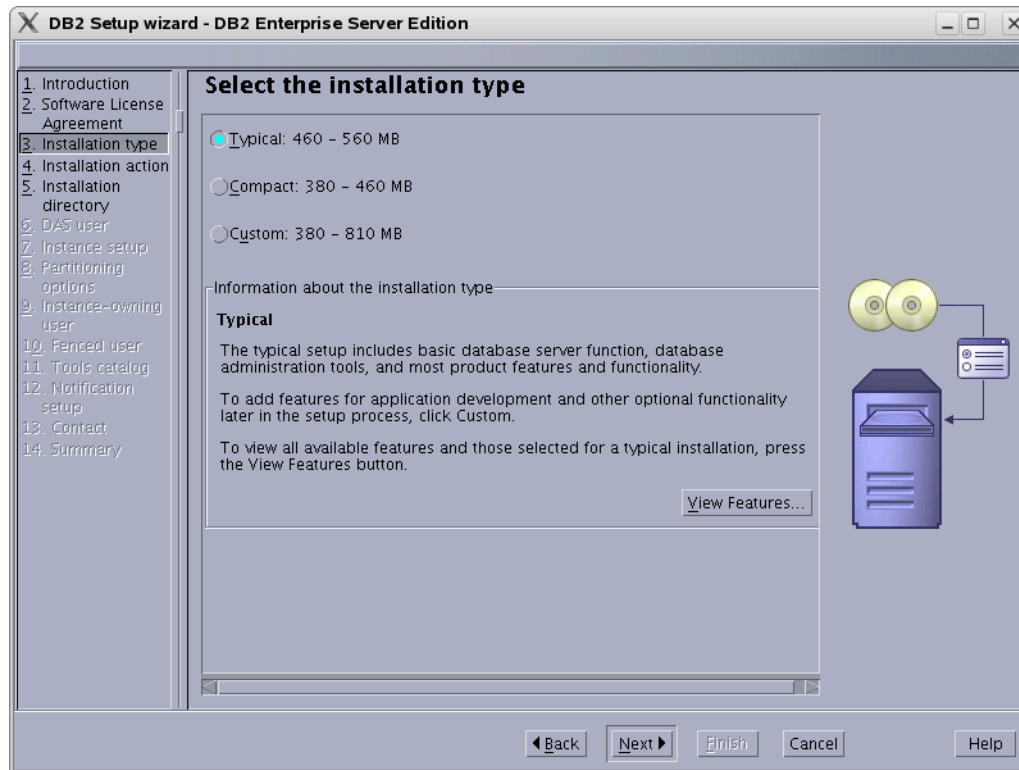 DB2 Setup wizard - DB2 Enterprise Server Edition
1. Introduction
2. Software License
Agreement
3. Installation type
4. Installation action
5. Installation
directory
6. DAS user
7. Instance setup
8. Partitioning
options
9. Instance-owning
user
10. Fenced user
11. Tools catalog
12. Notification
setup
13. Contact
14. Summary
Select the installation type
Typical: 460 - 560 MB
Compact: 380 - 460 MB
Custom: 380 - 810 MB
Information about the installation type
Typical
The typical setup includes basic database server function, database
administration tools, and most product features and functionality.
To add features for application development and other optional functionality
later in the setup process, click Custom.
To view all available features and those selected for a typical installation, press
the View Features button.
View Features...
Back Next Finish Cancel Help